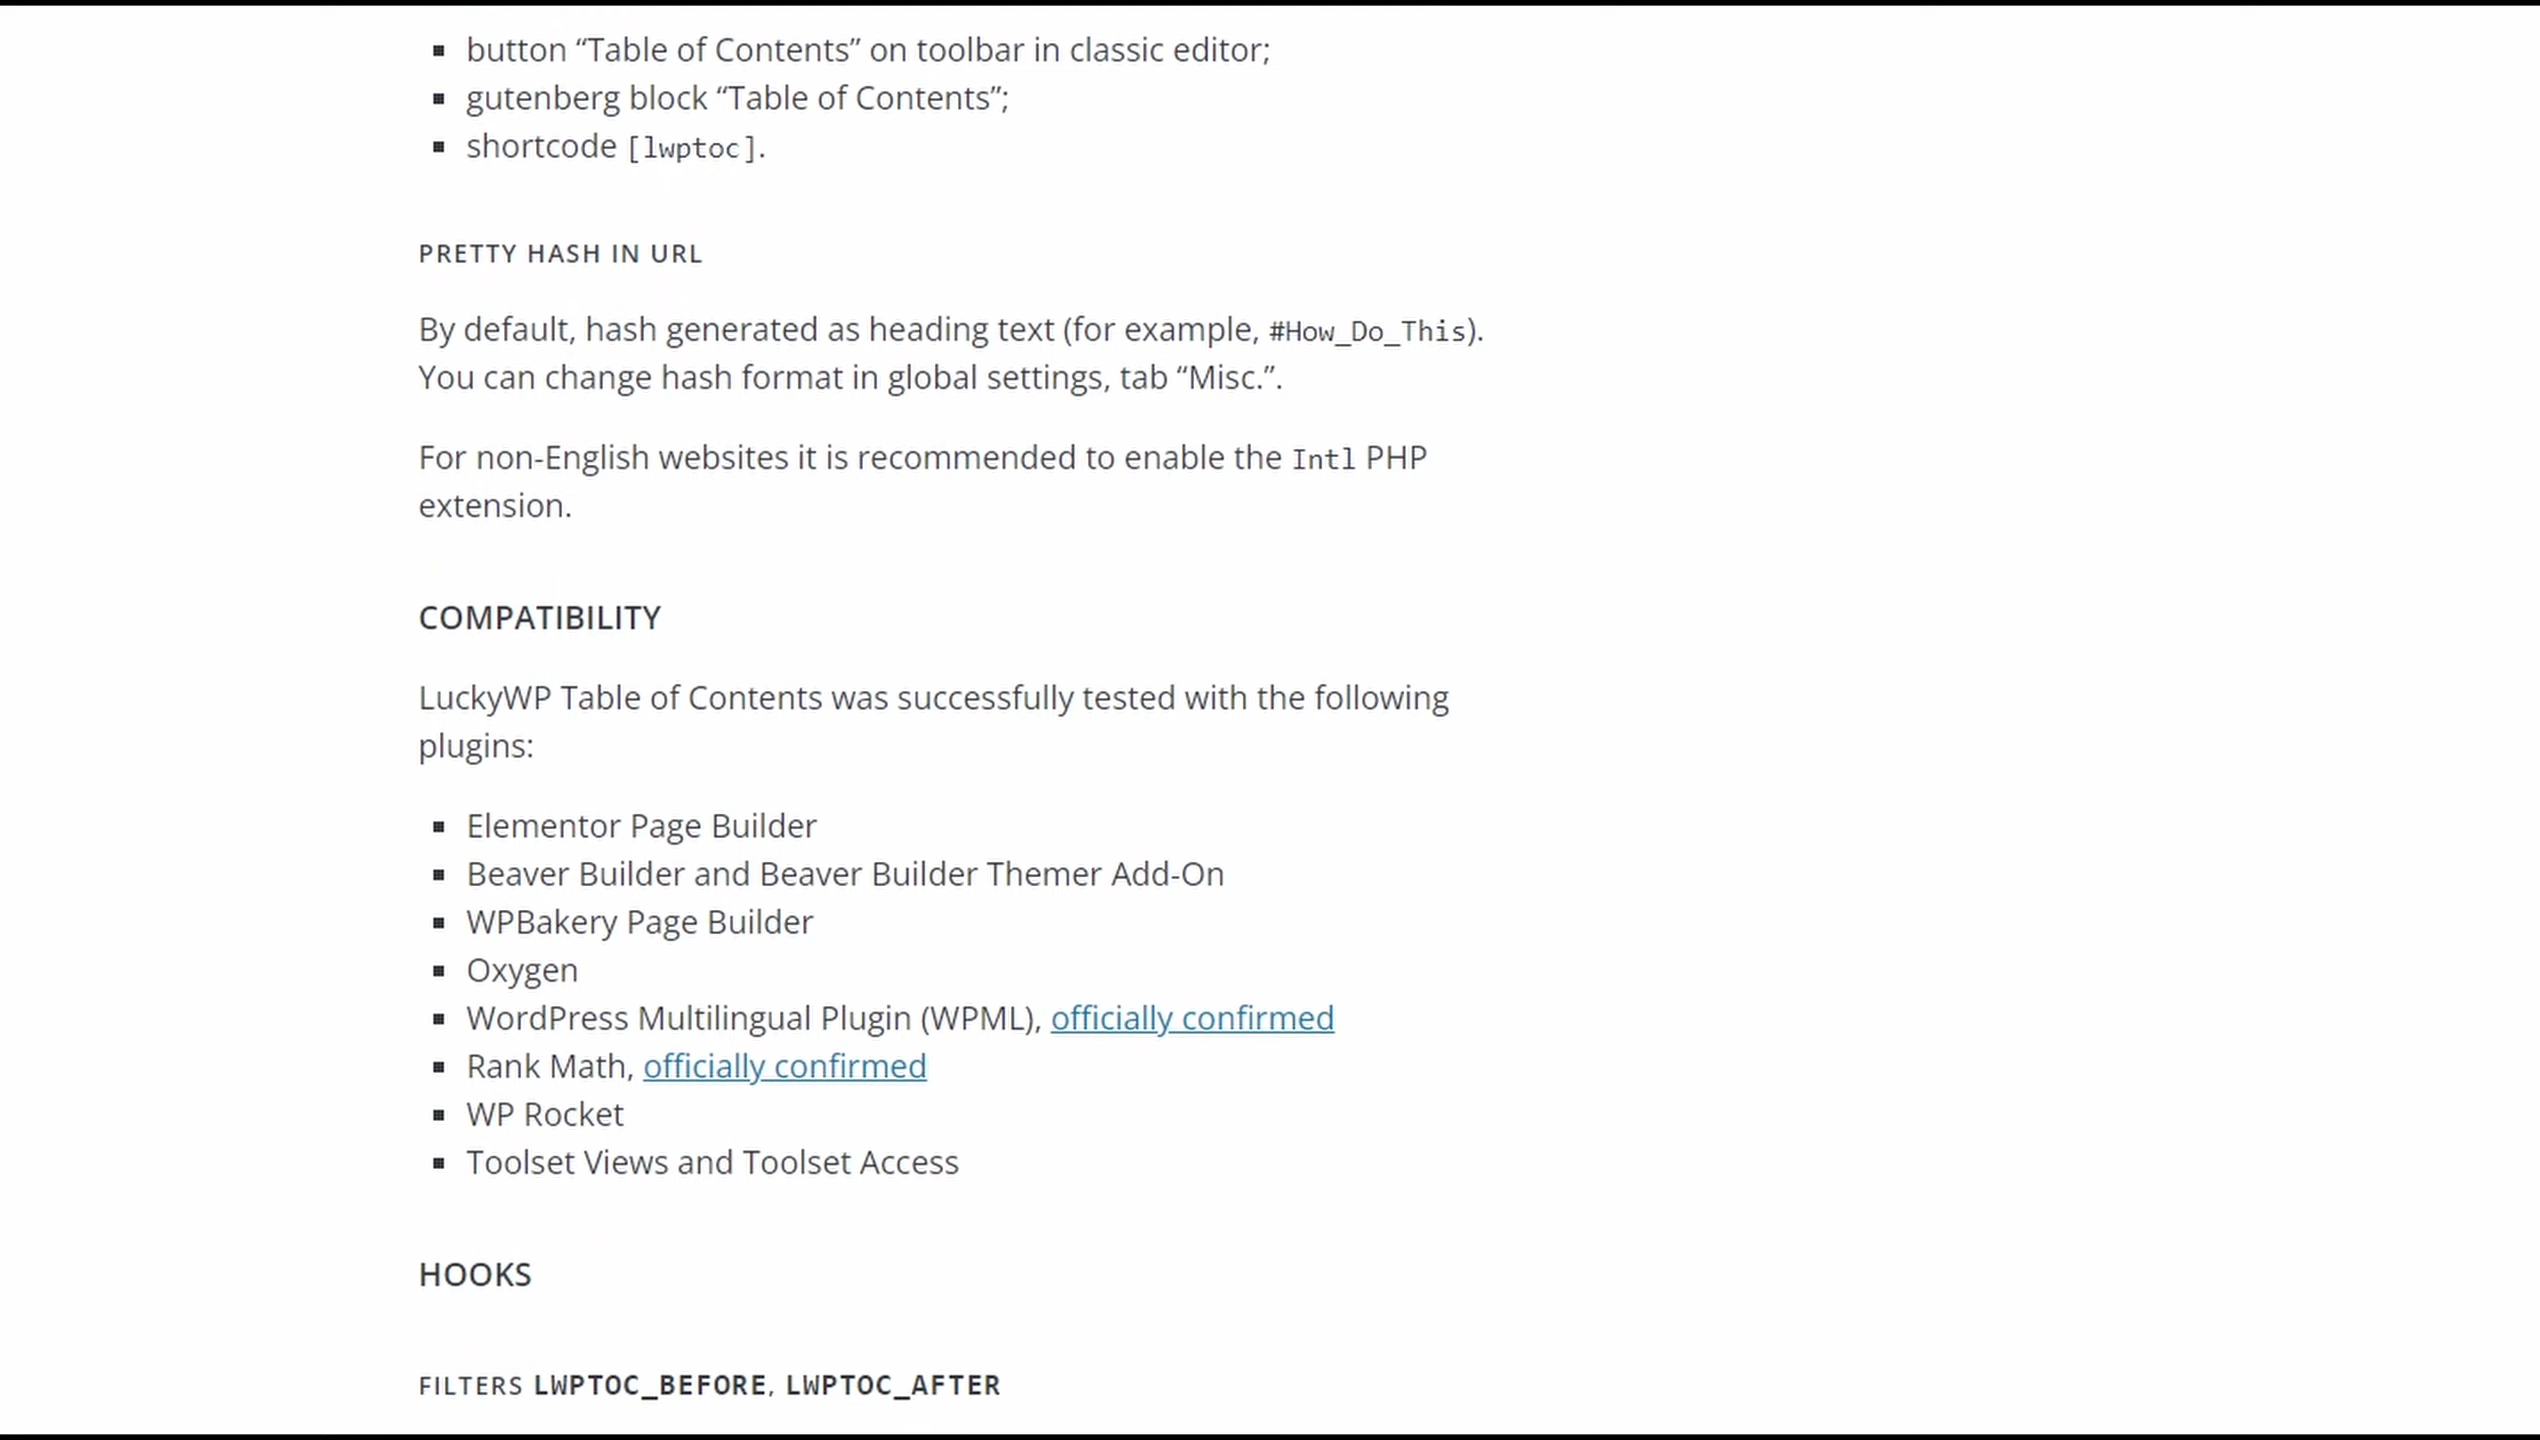 button “Table of Contents” on toolbar in classic editor;
gutenberg block “Table of Contents”;
shortcode [lwptoc].
PRETTY HASH IN URL
By default, hash generated as heading text (for example, #How_Do_This).
You can change hash format in global settings, tab “Misc.”.
For non-English websites it is recommended to enable the Intl PHP
extension.
COMPATIBILITY
LuckyWP Table of Contents was successfully tested with the following
plugins:
Elementor Page Builder
Beaver Builder and Beaver Builder Themer Add-On
WPBakery Page Builder
Oxygen
WordPress Multilingual Plugin (WPML), officially confirmed
Rank Math, officially confirmed
WP Rocket
Toolset Views and Toolset Access
HOOKS
FILTERS LWPTOC_BEFORE, LWPTOC_AFTER